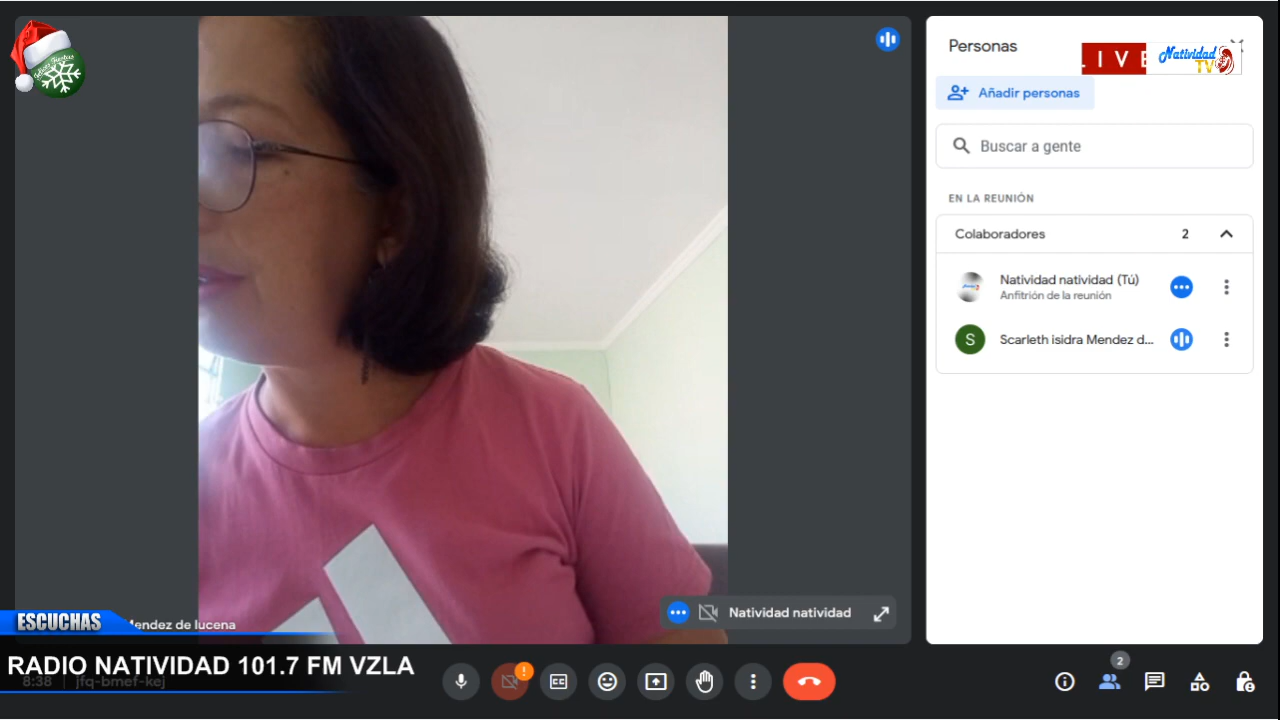 Felices Fiestas
Personas
LIVE
Natividad
TV
Añadir personas
Buscar a gente
EN LA REUNIÓN
Colaboradores 2
Natividad natividad (Tú)
Anfitrión de la reunión
S Scarleth isidra Mendez d...
Natividad natividad
ESCUCHAS
Mendez de lucena
RADIO NATIVIDAD 101.7 FM VZLA
8:38 | jfq-bmef-kej
2